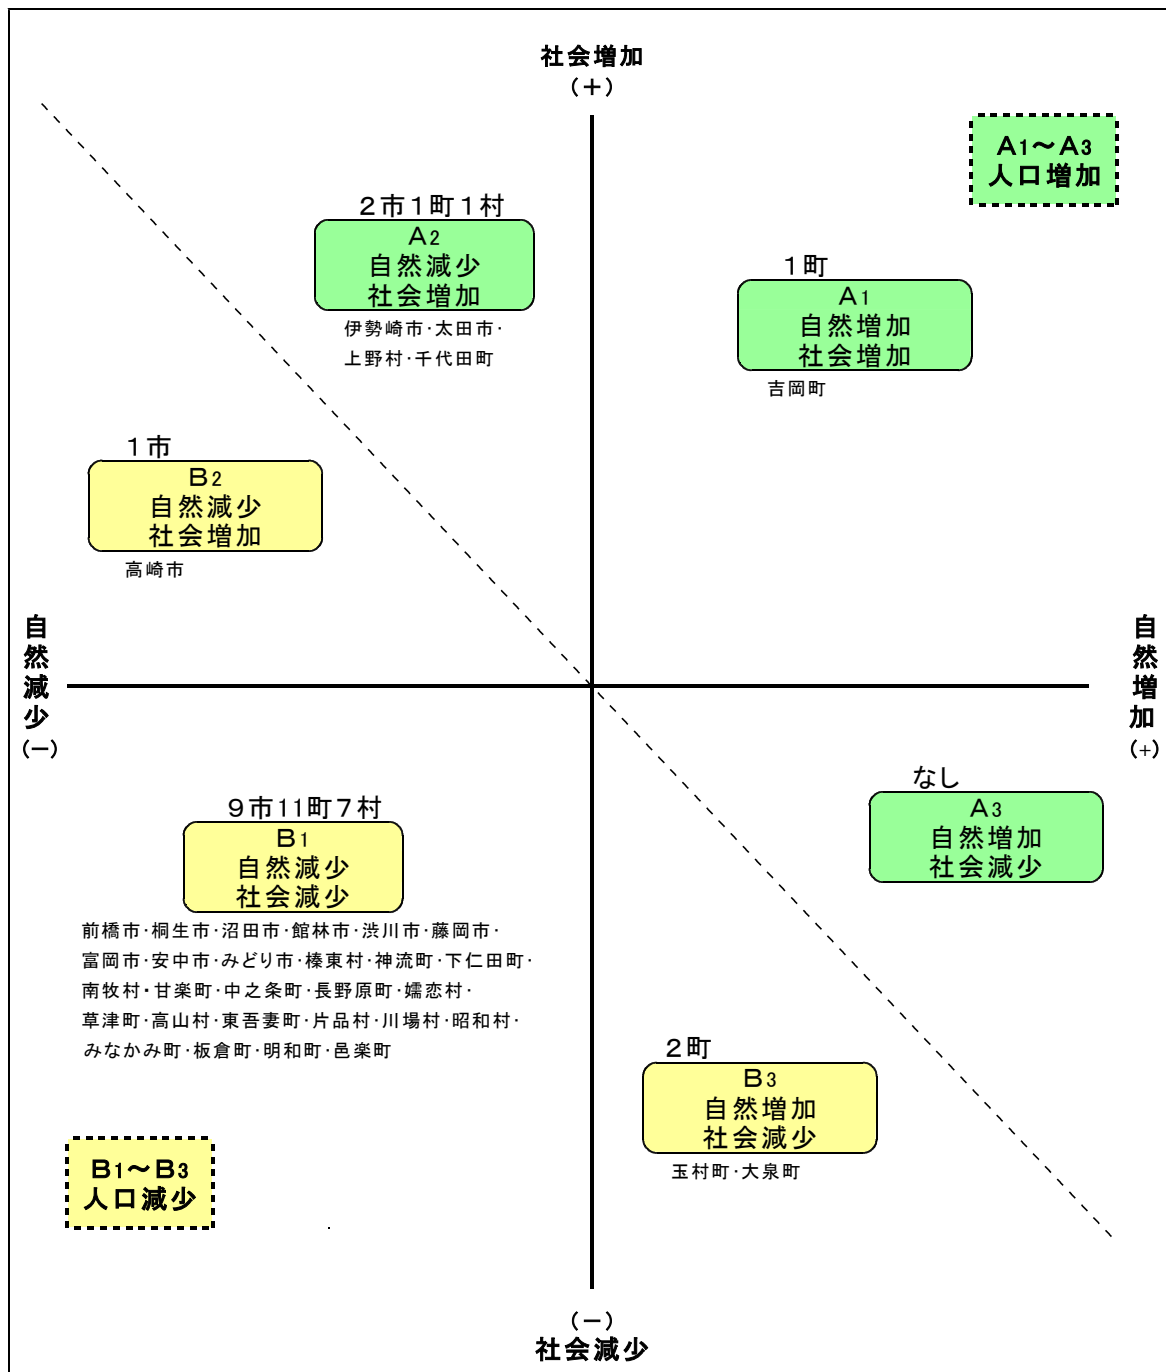 社会増加
(＋)
A1～A3
人口増加
２市１町１村
A2
自然減少
社会増加
伊勢崎市・太田市・
上野村・千代田町
１町
A1
自然増加
社会増加
吉岡町
１市
B2
自然減少
社会増加
高崎市
自然減少
(－)
自然増加
(+)
９市11町７村
B1
自然減少
社会減少
前橋市・桐生市・沼田市・館林市・渋川市・藤岡市・
富岡市・安中市・みどり市・榛東村・神流町・下仁田町・
南牧村・甘楽町・中之条町・長野原町・嬬恋村・
草津町・高山村・東吾妻町・片品村・川場村・昭和村・
みなかみ町・板倉町・明和町・邑楽町
なし
A3
自然増加
社会減少
２町
B3
自然増加
社会減少
玉村町・大泉町
B1～B3
人口減少
(－)
社会減少